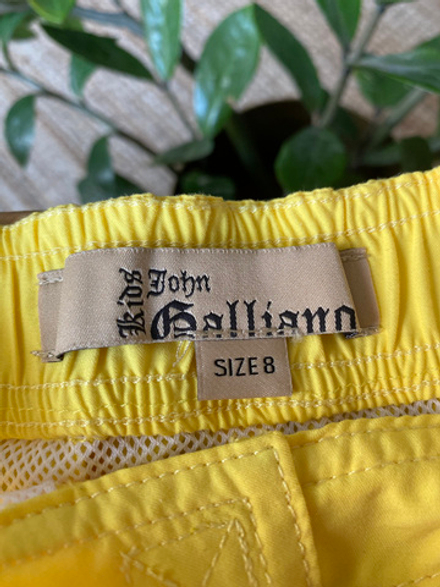 Kids
John
Galliano
SIZE 8